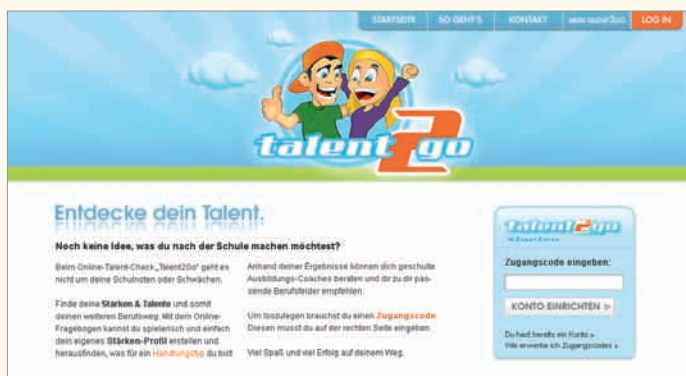 STARTSEITE SO GEHT'S KONTAKT MEIN TALENT2GO LOG IN
talent2go
Entdecke dein Talent.
Noch keine Idee, was du nach der Schule machen möchtest?
Beim Online-Talent-Check „Talent2Go“ geht es
nicht um deine Schulnoten oder Schwächen.
Finde deine Stärken & Talente und somit
deinen weiteren Berufsweg. Mit dem Online-
Fragebogen kannst du spielerisch und einfach
dein eigenes Stärken-Profil erstellen und
herausfinden, was für ein Handlungstyp du bist
Anhand deiner Ergebnisse können dich geschulte
Ausbildungs-Coaches beraten und dir zu dir pas-
sende Berufsfelder empfehlen.
Um loszulegen brauchst du einen Zugangscode.
Diesen musst du auf der rechten Seite eingeben.
Viel Spaß und viel Erfolg auf deinem Weg.
talent2go
Zugangscode eingeben:
KONTO EINRICHTEN
Du hast bereits ein Konto »
Wie erwerbe ich Zugangscodes »